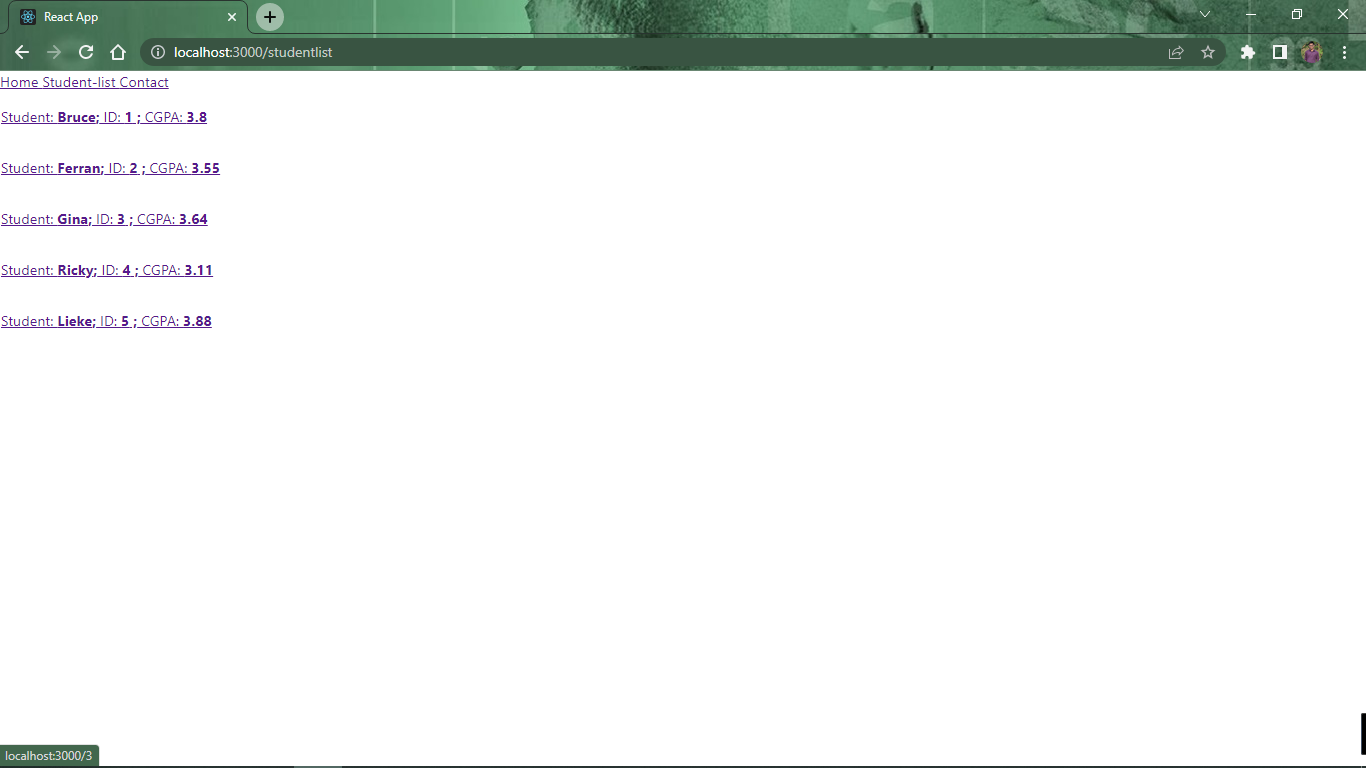 React App
localhost:3000/studentlist
Home Student-list Contact
Student: Bruce; ID: 1 ; CGPA: 3.8
Student: Ferran; ID: 2 ; CGPA: 3.55
Student: Gina; ID: 3 ; CGPA: 3.64
Student: Ricky; ID: 4 ; CGPA: 3.11
Student: Lieke; ID: 5 ; CGPA: 3.88
localhost:3000/3